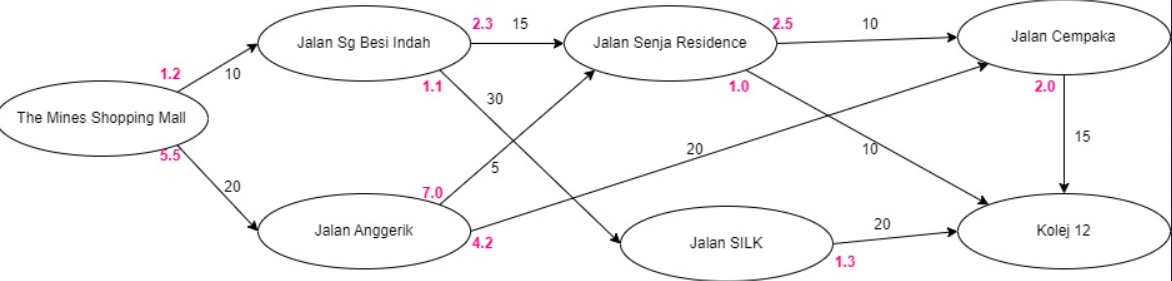 2.3
15
2.5
10
Jalan Sg Besi Indah
Jalan Senja Residence
Jalan Cempaka
1.2
10
1.1
1.0
2.0
30
The Mines Shopping Mall
15
5.5
20
10
5
20
7.0
Jalan Anggerik
4.2
Jalan SILK
20
1.3
Kolej 12